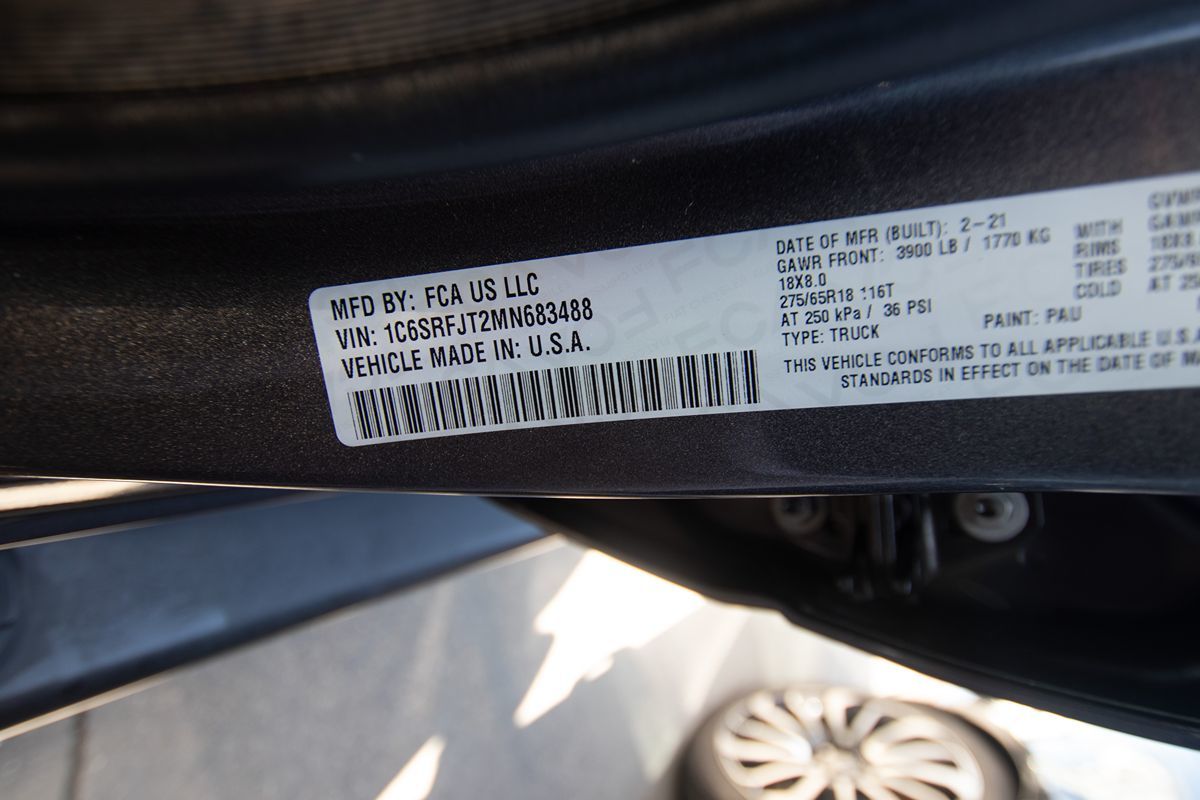 MFD BY: FCA US LLC
VIN: 1C6SRFJT2MN683488
VEHICLE MADE IN: U.S.A.
DATE OF MFR (BUILT): 2-21
GAWR FRONT: 3900 LB / 1770 KG
18X8.0
275/65R18 116T
AT 250 kPa / 36 PSI
TYPE: TRUCK
PAINT: PAU
WITH
RIMS
TIRES
COLD
THIS VEHICLE CONFORMS TO ALL APPLICABLE U.S.A
STANDARDS IN EFFECT ON THE DATE OF